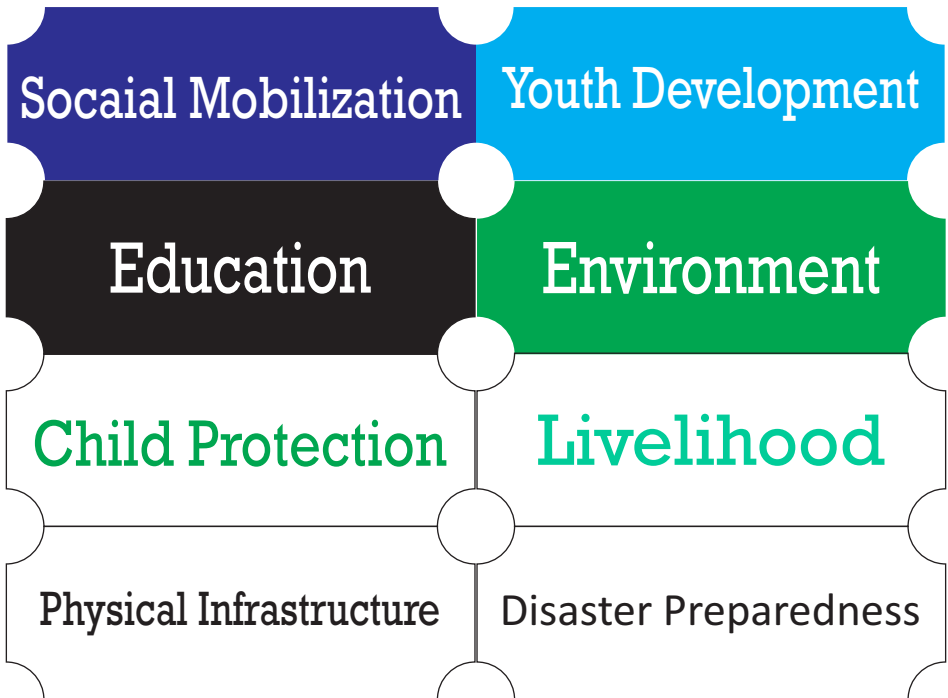 Socaial Mobilization
Youth Development
Education
Environment
Child Protection
Livelihood
Physical Infrastructure
Disaster Preparedness